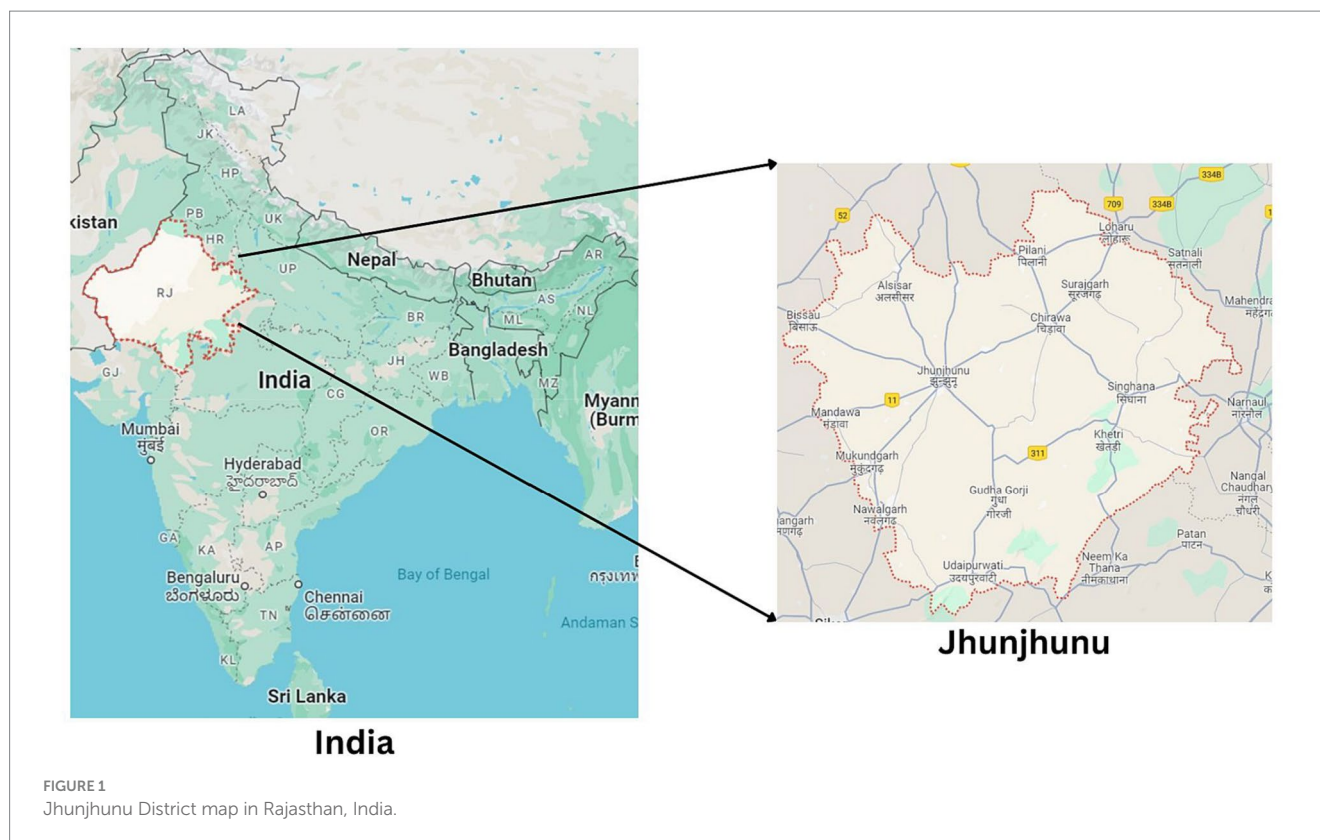 LA
JK
HP
PB
UK
kistan
HR
Nepal
UP
Bhutan
AR
RJ
AS
NL
BR
ML
Bangladesh
JH
MZ
GJ
India
WB
CG
Myann
(Burm
Mumbai
मुंबई
OR
Hyderabad
హైదరాబాద్
GA
KA
AP
Bengaluru
ಬೆಂಗಳೂರು
Bay of Bengal
Chennai
சென்னை
กรุงเท
TN
Andaman S
KL
Sri Lanka
India
334B
52
709
334B
Loharu
लोहारू
Pilani
पिलानी
Satnali
सतनाली
Alsisar
अलसीसर
Surajgarh
सूरजगढ़
Bissau
बिसाऊ
Mahendra
महेंद्रगढ़
Chirawa
चिड़ावा
Jhunjhunu
झुन्झुनू
Singhana
सिंघाना
11
Narnaul
नारनौल
Mandawa
मंडावा
Khetri
खेतड़ी
Mukundgarh
मुकुंदगढ़
311
Gudha Gorji
गुधा
गोरजी
Nangal
Chaudhary
नंगल
चौधरी
Nawalgarh
नवलगढ़
angarh
Patan
पाटन
Udaipurwati
उदयपुरवाटी
Neem Ka
Thana
नीमकाथाना
Jhunjhunu
FIGURE 1
Jhunjhunu District map in Rajasthan, India.